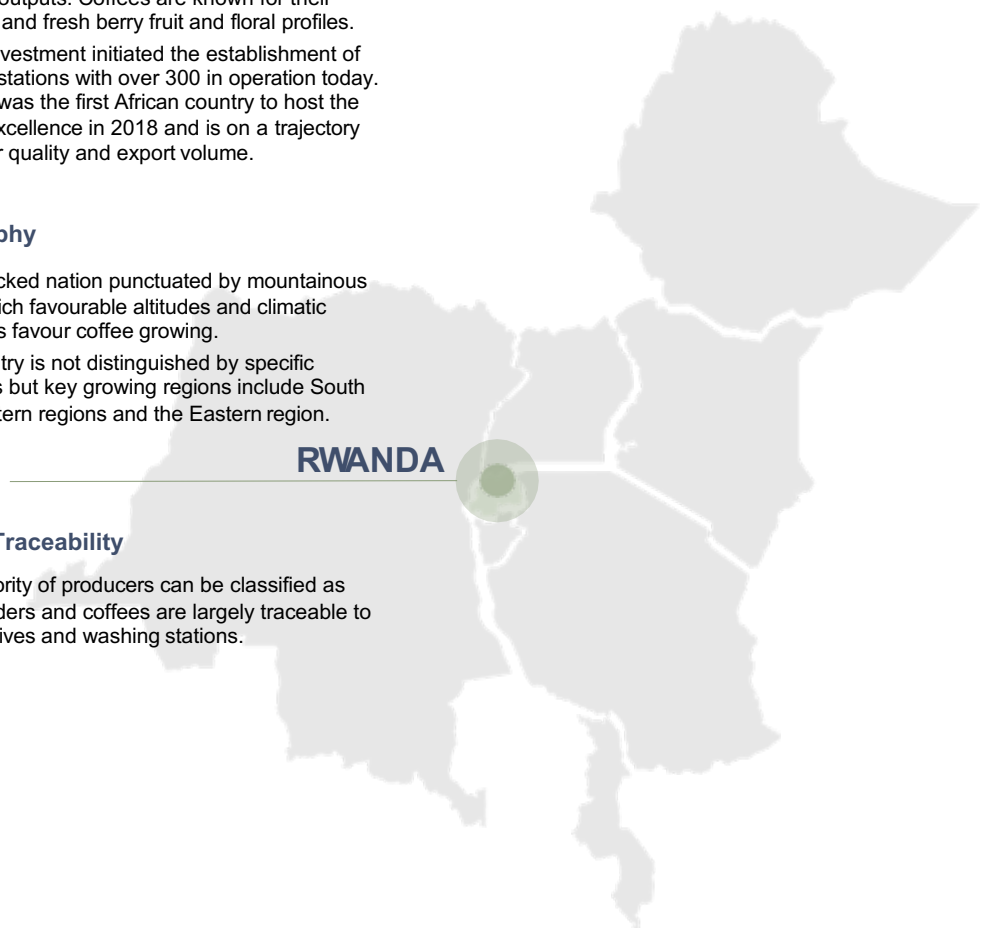 outputs. Coffees are known for their
and fresh berry fruit and floral profiles.
vestment initiated the establishment of
stations with over 300 in operation today.
was the first African country to host the
xcellence in 2018 and is on a trajectory
r quality and export volume.
phy
cked nation punctuated by mountainous
ich favourable altitudes and climatic
s favour coffee growing.
try is not distinguished by specific
s but key growing regions include South
tern regions and the Eastern region.
RWANDA
Traceability
ority of producers can be classified as
ders and coffees are largely traceable to
ives and washing stations.